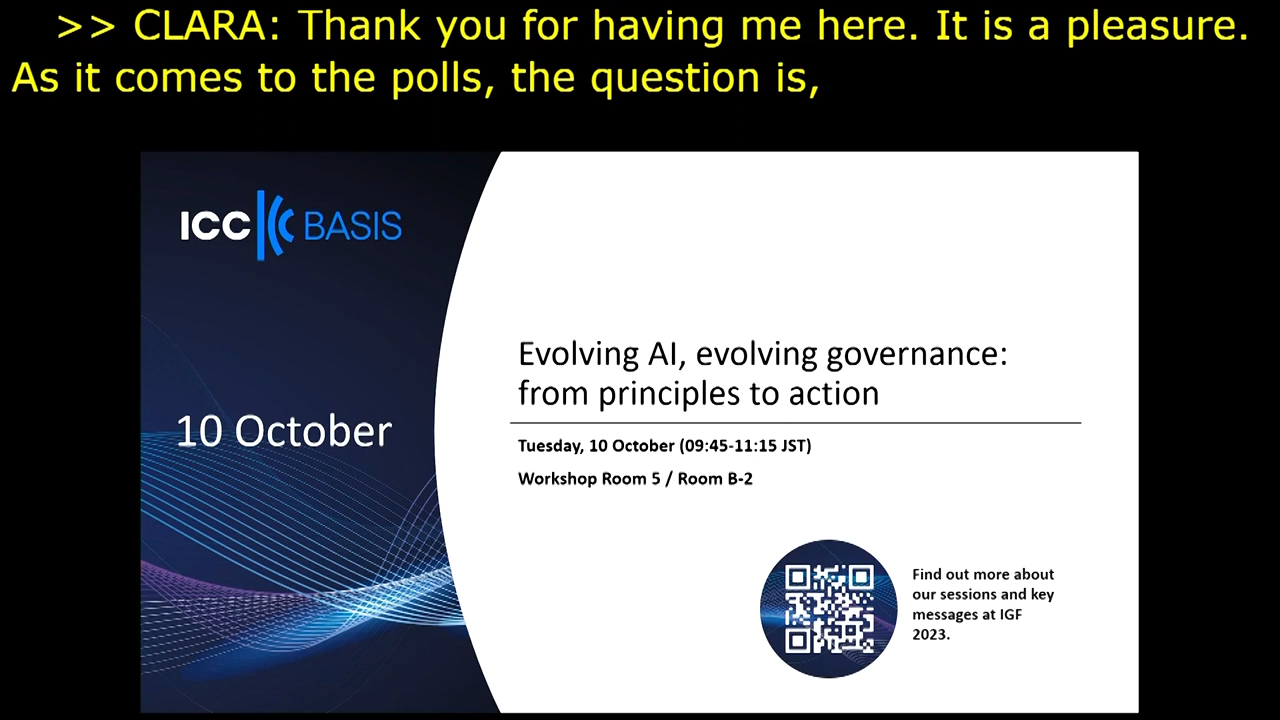 >> CLARA: Thank you for having me here. It is a pleasure.
As it comes to the polls, the question is,
ICC BASIS
10 October
Evolving AI, evolving governance:
from principles to action
Tuesday, 10 October (09:45-11:15 JST)
Workshop Room 5 / Room B-2
Find out more about
our sessions and key
messages at IGF
2023.